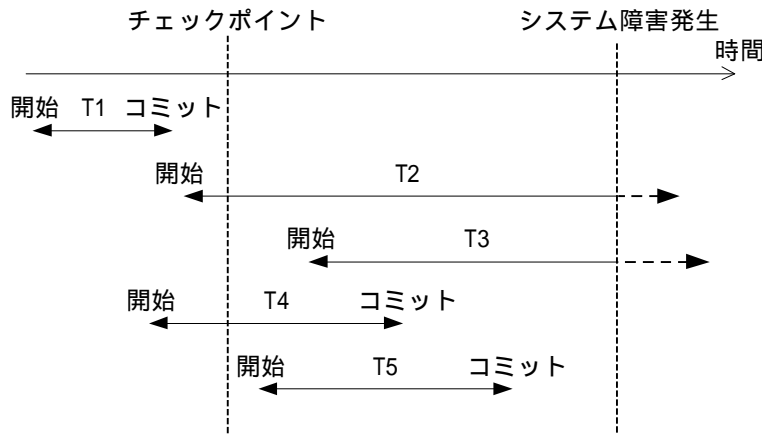 チェックポイント システム障害発生
時間
開始 T1 コミット
開始 T2
開始 T3
開始 T4 コミット
開始 T5 コミット